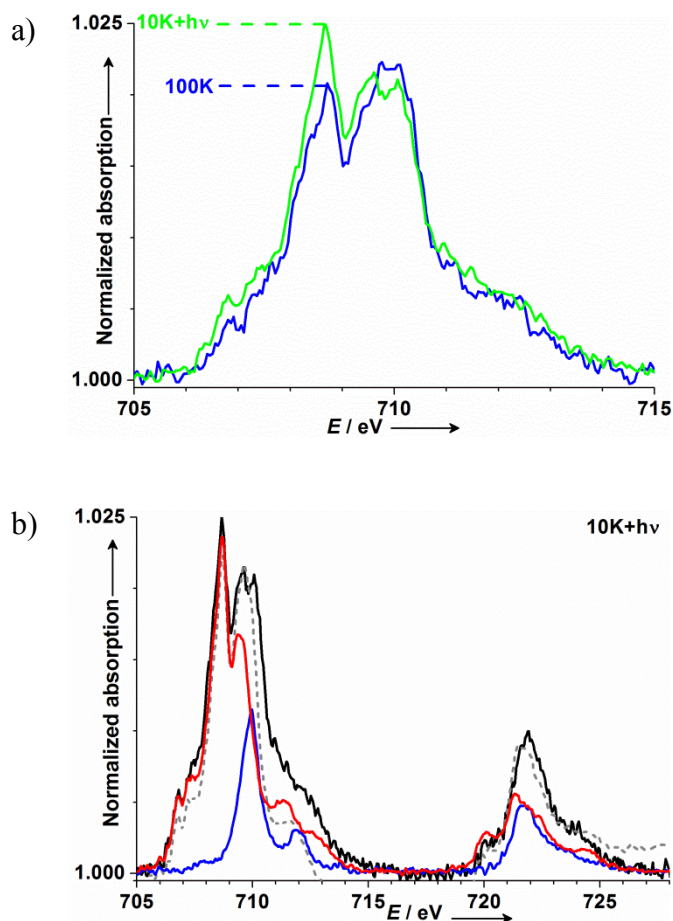 a)
1.025
10K+hν
100K
Normalized absorption
1.000
705
710
715
E / eV
b)
1.025
10K+hν
Normalized absorption
1.000
705
710
715
720
725
E / eV